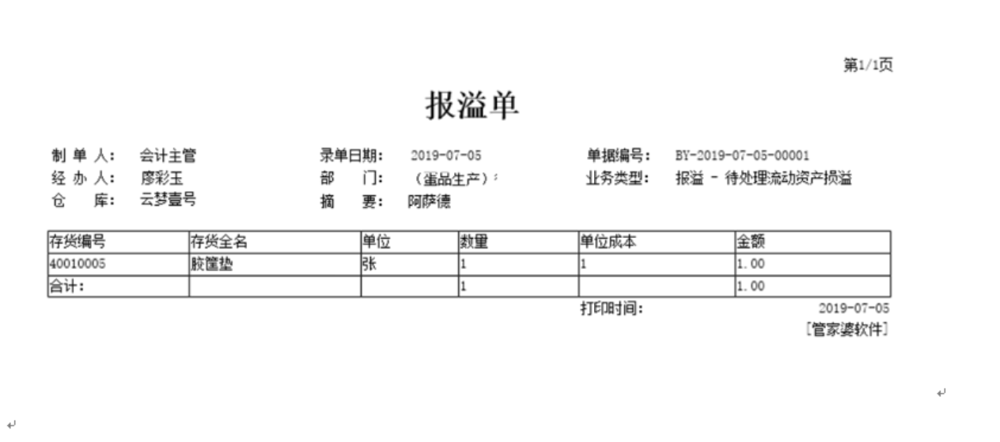 第1/1页
报溢单
制 单 人： 会计主管 录单日期： 2019-07-05 单据编号： BY-2019-07-05-00001
经 办 人： 廖彩玉 部 门： （蛋品生产） 业务类型： 报溢 - 待处理流动资产损溢
仓 库： 云梦壹号 摘 要： 阿萨德
存货编号 存货全名 单位 数量 单位成本 金额
40010005 胶筐垫 张 1 1 1.00
合计： 1 1.00
打印时间： 2019-07-05
[管家婆软件]